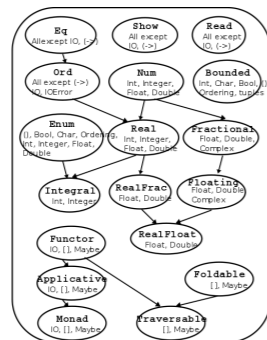 Eq
All except IO, (->)
Show
All except
IO, (->)
Read
All except
IO, (->)
Ord
All except (->)
IO, IOError
Num
Int, Integer,
Float, Double
Bounded
Int, Char, Bool, ()
Ordering, tuples
Enum
(), Bool, Char, Ordering,
Int, Integer, Float,
Double
Real
Int, Integer,
Float, Double
Fractional
Float, Double,
Complex
Integral
Int, Integer
RealFrac
Float, Double
Floating
Float, Double,
Complex
RealFloat
Float, Double
Functor
IO, [], Maybe
Applicative
IO, [], Maybe
Foldable
[], Maybe
Monad
IO, [], Maybe
Traversable
[], Maybe